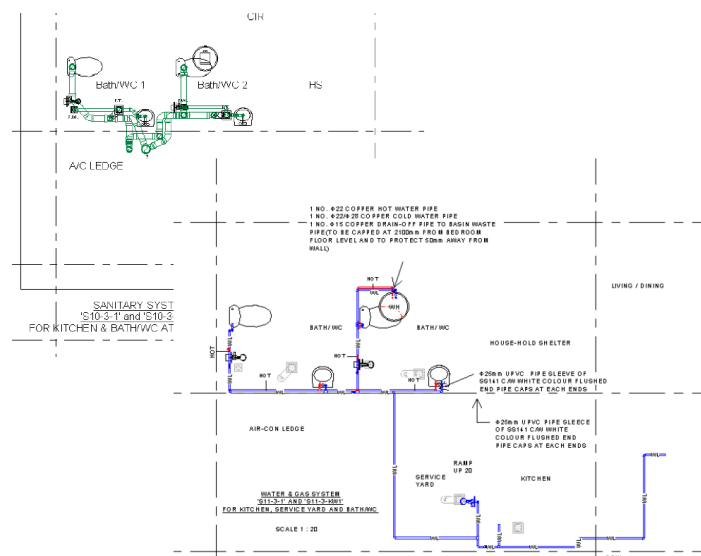 CIR
Bath/WC 1
Bath/WC 2
HS
F.W.
F.T.
F.W.
A/C LEDGE
SANITARY SYST
'S10-3-1' and 'S10-3
FOR KITCHEN & BATH/WC AT
1 NO. Φ22 COPPER HOT WATER PIPE
1 NO. Φ22/Φ28 COPPER COLD WATER PIPE
1 NO. Φ15 COPPER DRAIN-OFF PIPE TO BASIN WASTE
PIPE(TO BE CAPPED AT 2100mm FROM BEDROOM
FLOOR LEVEL AND TO PROTECT 50mm AWAY FROM
WALL)
HOT
WH
LIVING / DINING
BATH/WC
BATH/WC
HOUSE-HOLD SHELTER
HOT
HOT
HOT
HOT
Φ25mm UPVC PIPE SLEEVE OF
SS141 C/W WHITE COLOUR FLUSHED
END PIPE CAPS AT EACH ENDS
Φ25mm UPVC PIPE SLEECE
OF SS141 C/W WHITE
COLOUR FLUSHED END
PIPE CAPS AT EACH ENDS
AIR-CON LEDGE
RAMP
UP 20
SERVICE
YARD
KITCHEN
WATER & GAS SYSTEM
'S11-3-1' AND 'S11-3-KW1'
FOR KITCHEN, SERVICE YARD AND BATH/WC
SCALE 1 : 20